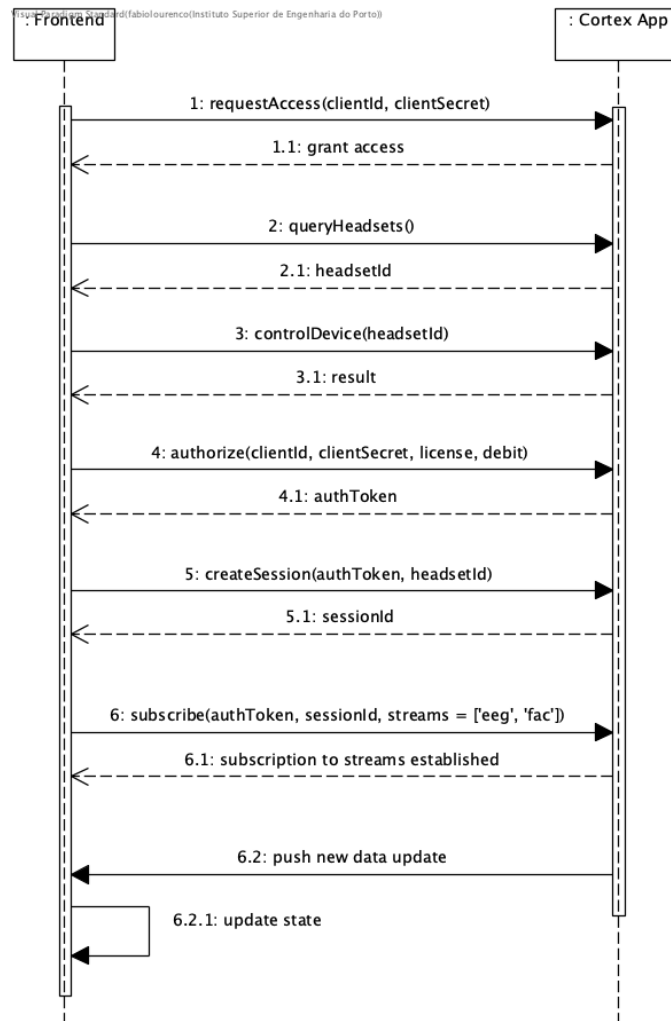 Visual Paradigm Standard(fabiolourenco(Instituto Superior de Engenharia do Porto))
: Frontend
: Cortex App
1: requestAccess(clientId, clientSecret)
1.1: grant access
2: queryHeadsets()
2.1: headsetId
3: controlDevice(headsetId)
3.1: result
4: authorize(clientId, clientSecret, license, debit)
4.1: authToken
5: createSession(authToken, headsetId)
5.1: sessionId
6: subscribe(authToken, sessionId, streams = ['eeg', 'fac'])
6.1: subscription to streams established
6.2: push new data update
6.2.1: update state